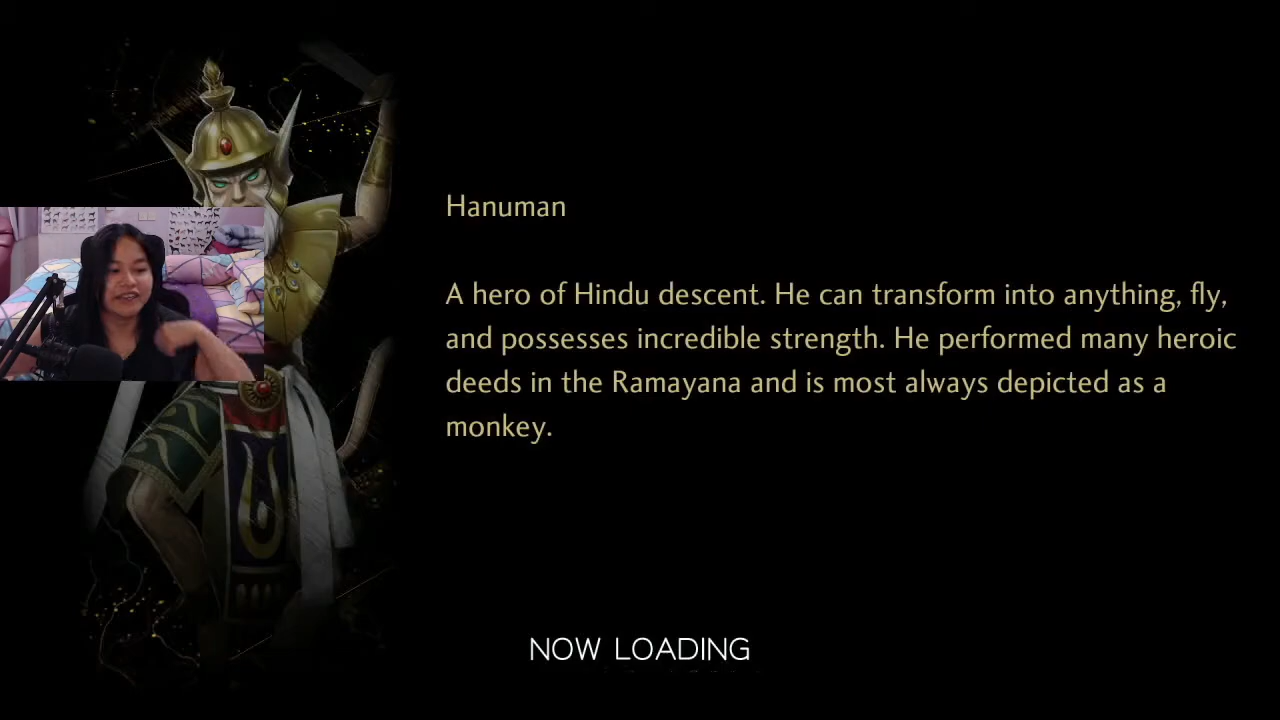 Hanuman
A hero of Hindu descent. He can transform into anything, fly,
and possesses incredible strength. He performed many heroic
deeds in the Ramayana and is most always depicted as a
monkey.
NOW LOADING